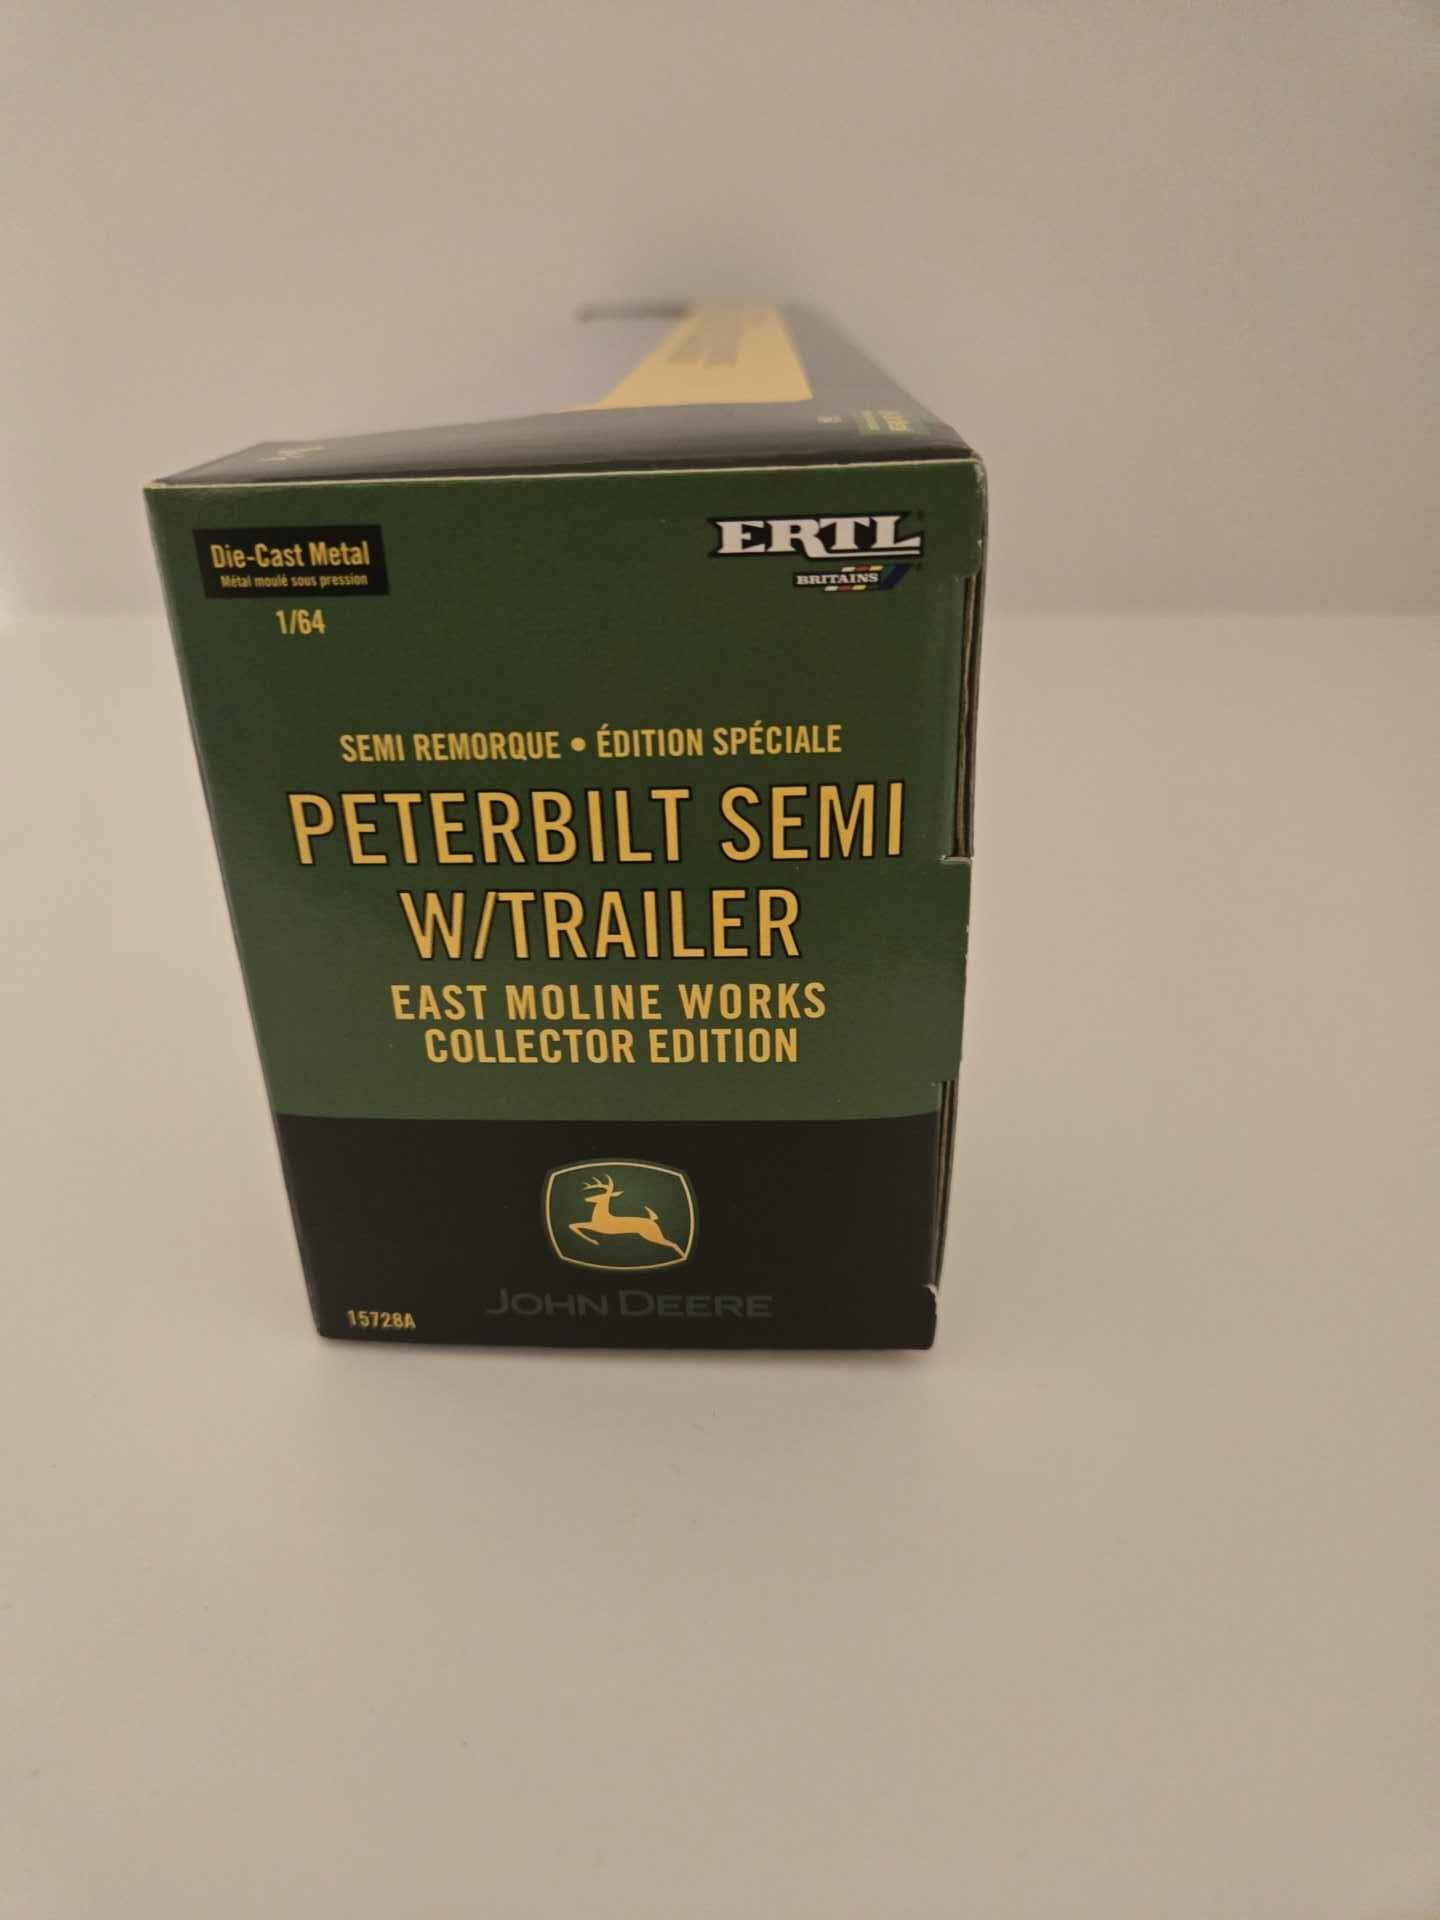 Die-Cast Metal
Métal moulé sous pression
1/64
ERTL
BRITAINS
SEMI REMORQUE • ÉDITION SPÉCIALE
PETERBILT SEMI
W/TRAILER
EAST MOLINE WORKS
COLLECTOR EDITION
JOHN DEERE
15728A